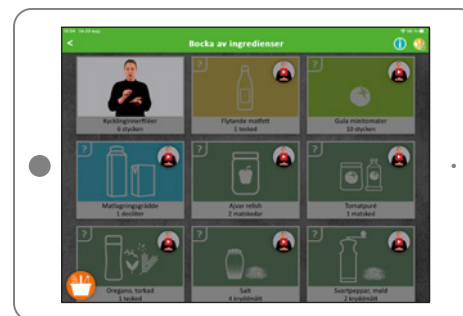 Bocka av ingredienser
Kycklinginnerfiléer
6 stycken
?
Flytande matfett
1 tesked
?
Gula minitomater
10 stycken
?
Matlagningsgrädde
1 deciliter
?
Ajvar relish
2 matskedar
?
Tomatpuré
1 matsked
?
Oregano, torkad
1 tesked
?
Salt
4 kryddmått
?
Svartpeppar, mald
2 kryddmått